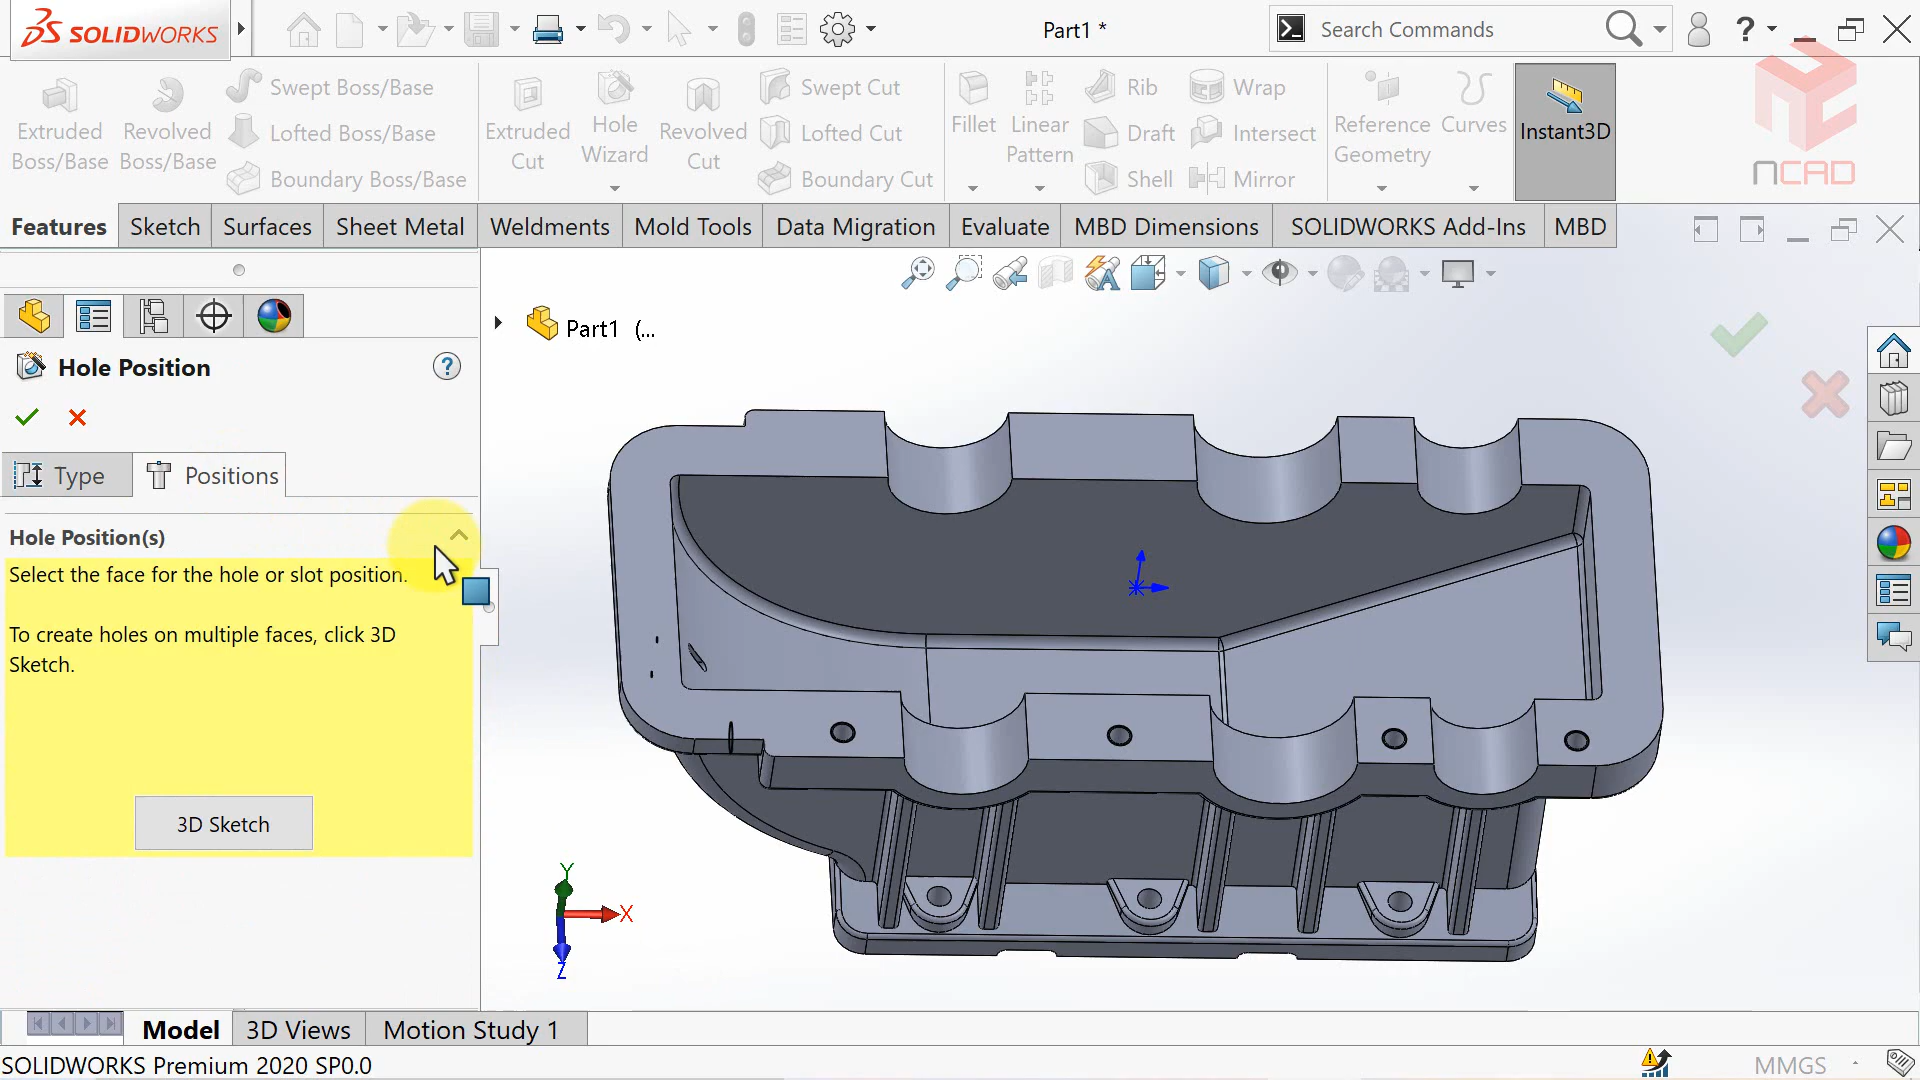 SOLIDWORKS
Part1 *
Search Commands
?
Extruded Boss/Base
Revolved Boss/Base
Swept Boss/Base
Lofted Boss/Base
Boundary Boss/Base
Extruded Cut
Hole Wizard
Revolved Cut
Swept Cut
Lofted Cut
Boundary Cut
Fillet
Linear Pattern
Rib
Draft
Shell
Wrap
Intersect
Mirror
Reference Geometry
Curves
Instant3D
NCAD
Features
Sketch
Surfaces
Sheet Metal
Weldments
Mold Tools
Data Migration
Evaluate
MBD Dimensions
SOLIDWORKS Add-Ins
MBD
Part1 (...
Hole Position
?
Type
Positions
Hole Position(s)
Select the face for the hole or slot position.
To create holes on multiple faces, click 3D
Sketch.
3D Sketch
Y
X
Z
Model
3D Views
Motion Study 1
SOLIDWORKS Premium 2020 SP0.0
MMGS